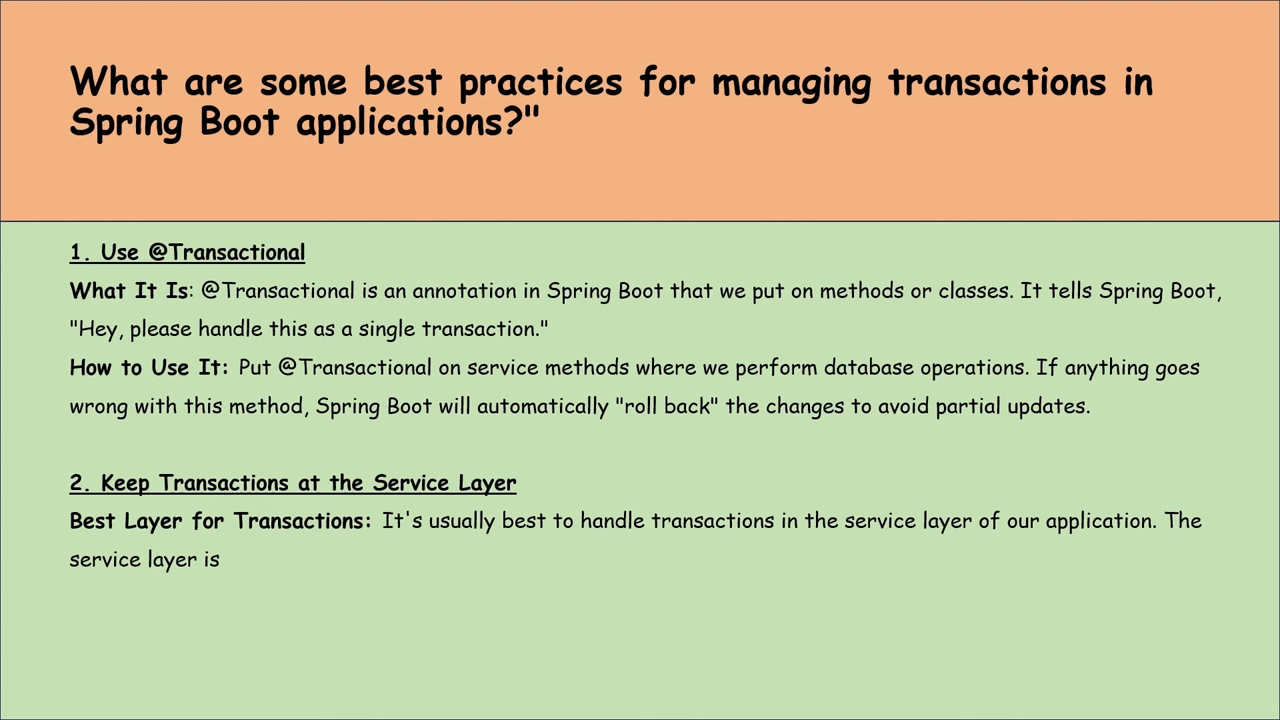 What are some best practices for managing transactions in
Spring Boot applications?"
1. Use @Transactional
What It Is: @Transactional is an annotation in Spring Boot that we put on methods or classes. It tells Spring Boot,
"Hey, please handle this as a single transaction."
How to Use It: Put @Transactional on service methods where we perform database operations. If anything goes
wrong with this method, Spring Boot will automatically "roll back" the changes to avoid partial updates.
2. Keep Transactions at the Service Layer
Best Layer for Transactions: It's usually best to handle transactions in the service layer of our application. The
service layer is